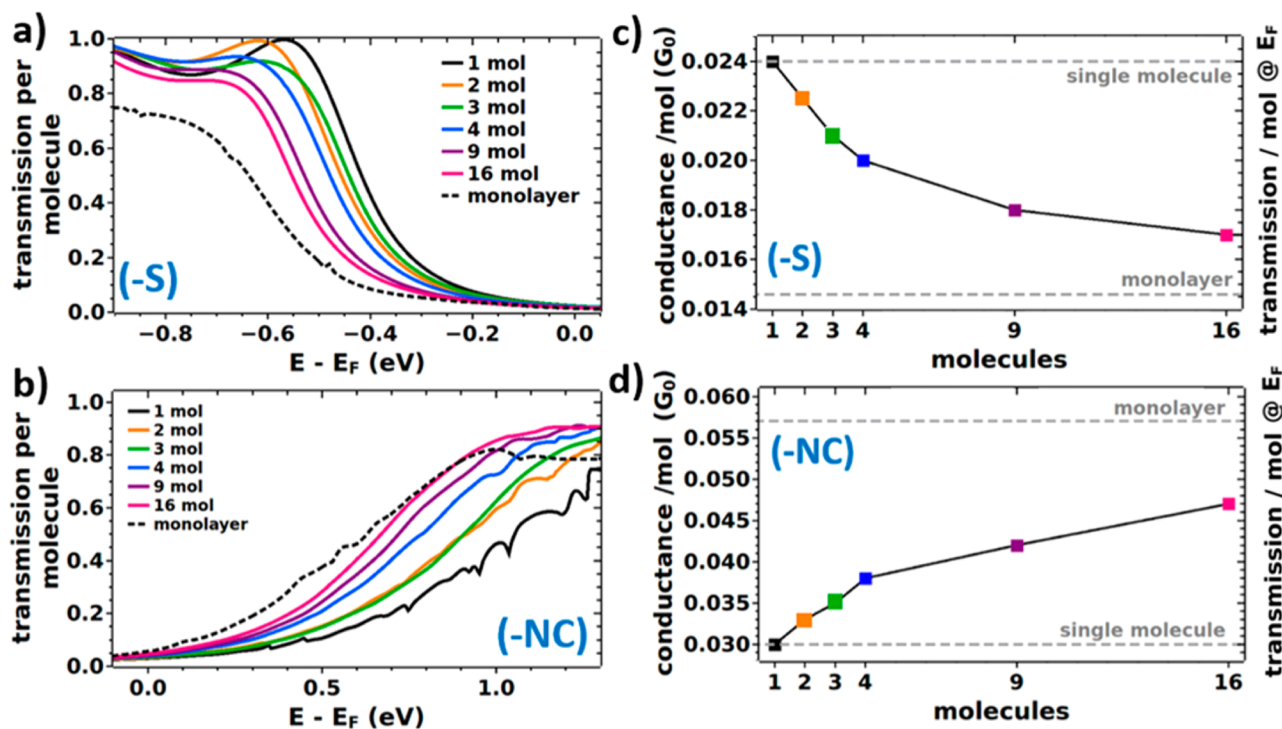 a)
transmission per
molecule
1.0
0.8
0.6
0.4
0.2
0.0
1 mol
2 mol
3 mol
4 mol
9 mol
16 mol
monolayer
(-S)
−0.8
−0.6
−0.4
−0.2
0.0
E - EF (eV)
c)
conductance /mol (G0)
0.024
0.022
0.020
0.018
0.016
0.014
single molecule
(-S)
monolayer
1
2
3
4
9
16
molecules
transmission / mol @ EF
b)
transmission per
molecule
1.0
0.8
0.6
0.4
0.2
0.0
1 mol
2 mol
3 mol
4 mol
9 mol
16 mol
monolayer
(-NC)
0.0
0.5
1.0
E - EF (eV)
d)
conductance /mol (G0)
0.060
0.055
0.050
0.045
0.040
0.035
0.030
monolayer
(-NC)
single molecule
1
2
3
4
9
16
molecules
transmission / mol @ EF